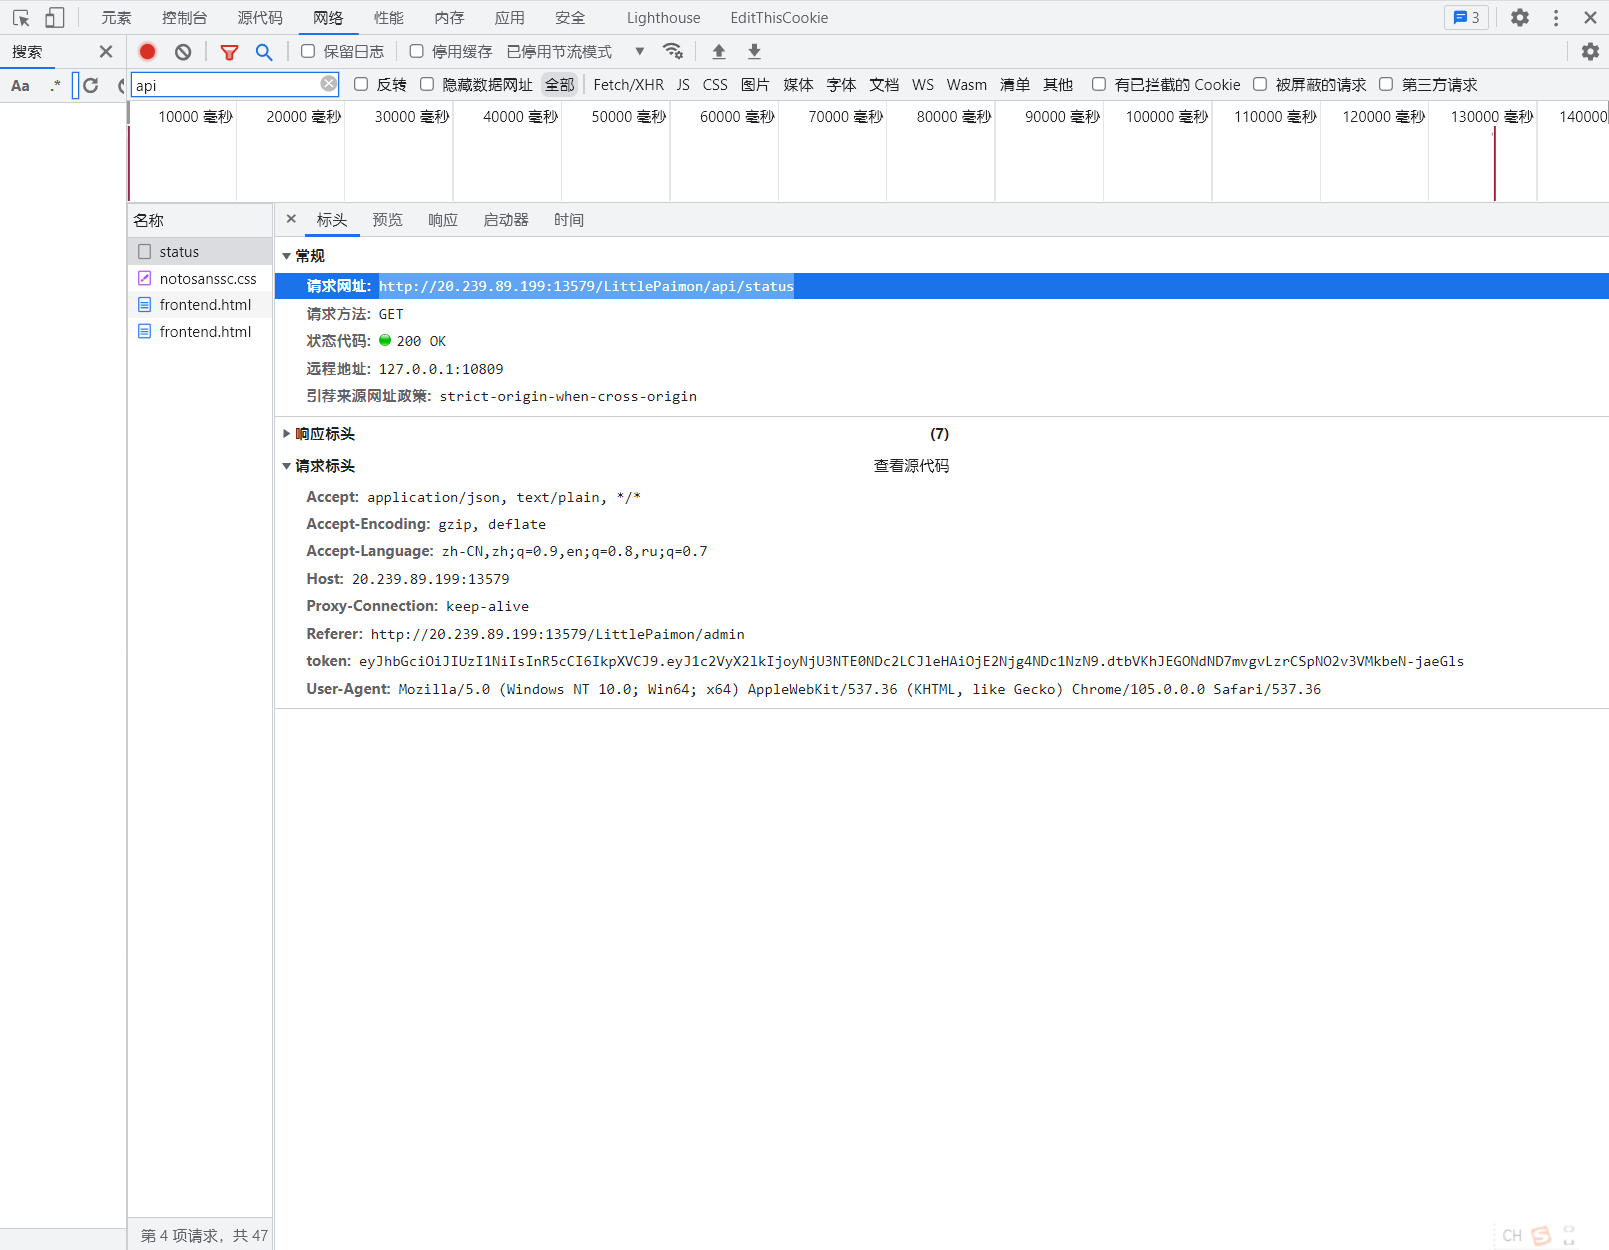 元素 控制台 源代码 网络 性能 内存 应用 安全 Lighthouse EditThisCookie 3
搜索
保留日志 停用缓存 已停用节流模式
Aa .*
api
反转 隐藏数据网址 全部 Fetch/XHR JS CSS 图片 媒体 字体 文档 WS Wasm 清单 其他 有已拦截的 Cookie 被屏蔽的请求 第三方请求
10000 毫秒 20000 毫秒 30000 毫秒 40000 毫秒 50000 毫秒 60000 毫秒 70000 毫秒 80000 毫秒 90000 毫秒 100000 毫秒 110000 毫秒 120000 毫秒 130000 毫秒 140000
名称
status
notosanssc.css
frontend.html
frontend.html
标头 预览 响应 启动器 时间
常规
请求网址: http://20.239.89.199:13579/LittlePaimon/api/status
请求方法: GET
状态代码: 200 OK
远程地址: 127.0.0.1:10809
引荐来源网址政策: strict-origin-when-cross-origin
响应标头 (7)
请求标头 查看源代码
Accept: application/json, text/plain, */*
Accept-Encoding: gzip, deflate
Accept-Language: zh-CN,zh;q=0.9,en;q=0.8,ru;q=0.7
Host: 20.239.89.199:13579
Proxy-Connection: keep-alive
Referer: http://20.239.89.199:13579/LittlePaimon/admin
token: eyJhbGciOiJIUzI1NiIsInR5cCI6IkpXVCJ9.eyJ1c2VyX2lkIjoyNjU3NTE0NDc2LCJleHAiOjE2Njg4NDc1NzN9.dtbVKhJEGONdND7mvgvLzrCSpNO2v3VMkbeN-jaeGls
User-Agent: Mozilla/5.0 (Windows NT 10.0; Win64; x64) AppleWebKit/537.36 (KHTML, like Gecko) Chrome/105.0.0.0 Safari/537.36
第 4 项请求，共 47
CH